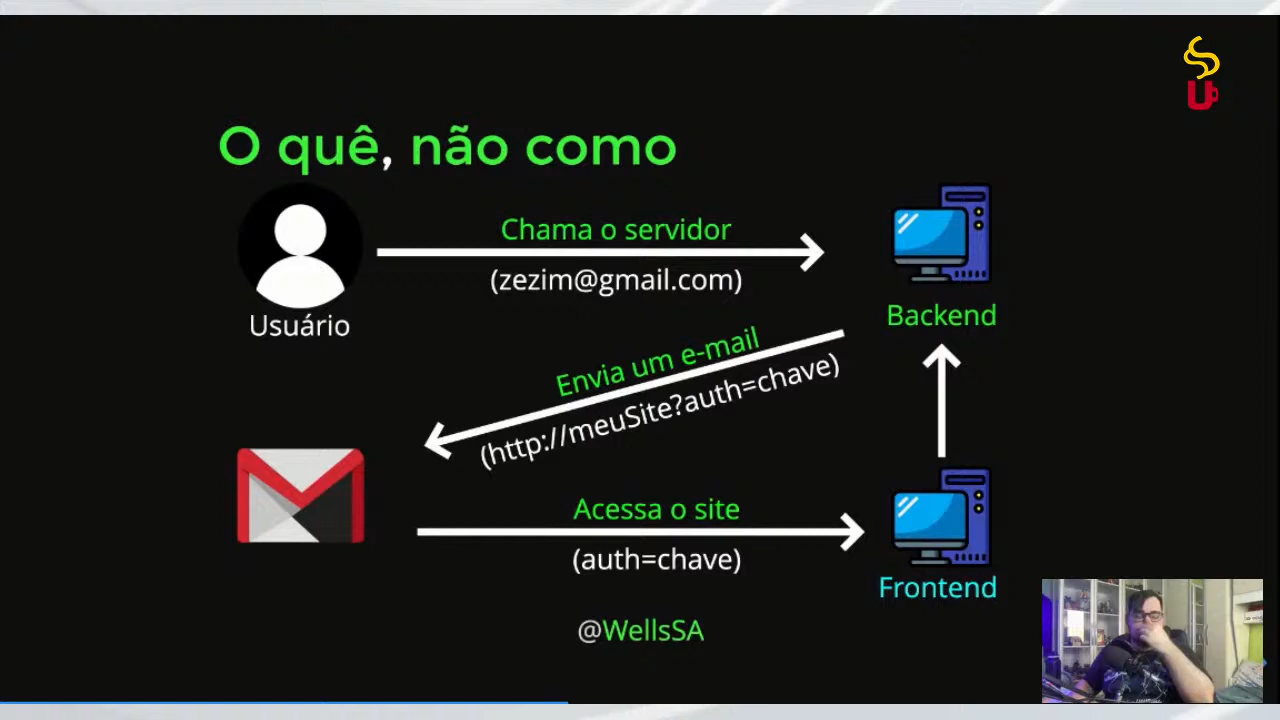 O quê, não como
Chama o servidor
(zezim@gmail.com)
Usuário
Backend
Envia um e-mail
(http://meuSite?auth=chave)
Acessa o site
(auth=chave)
Frontend
@WellsSA